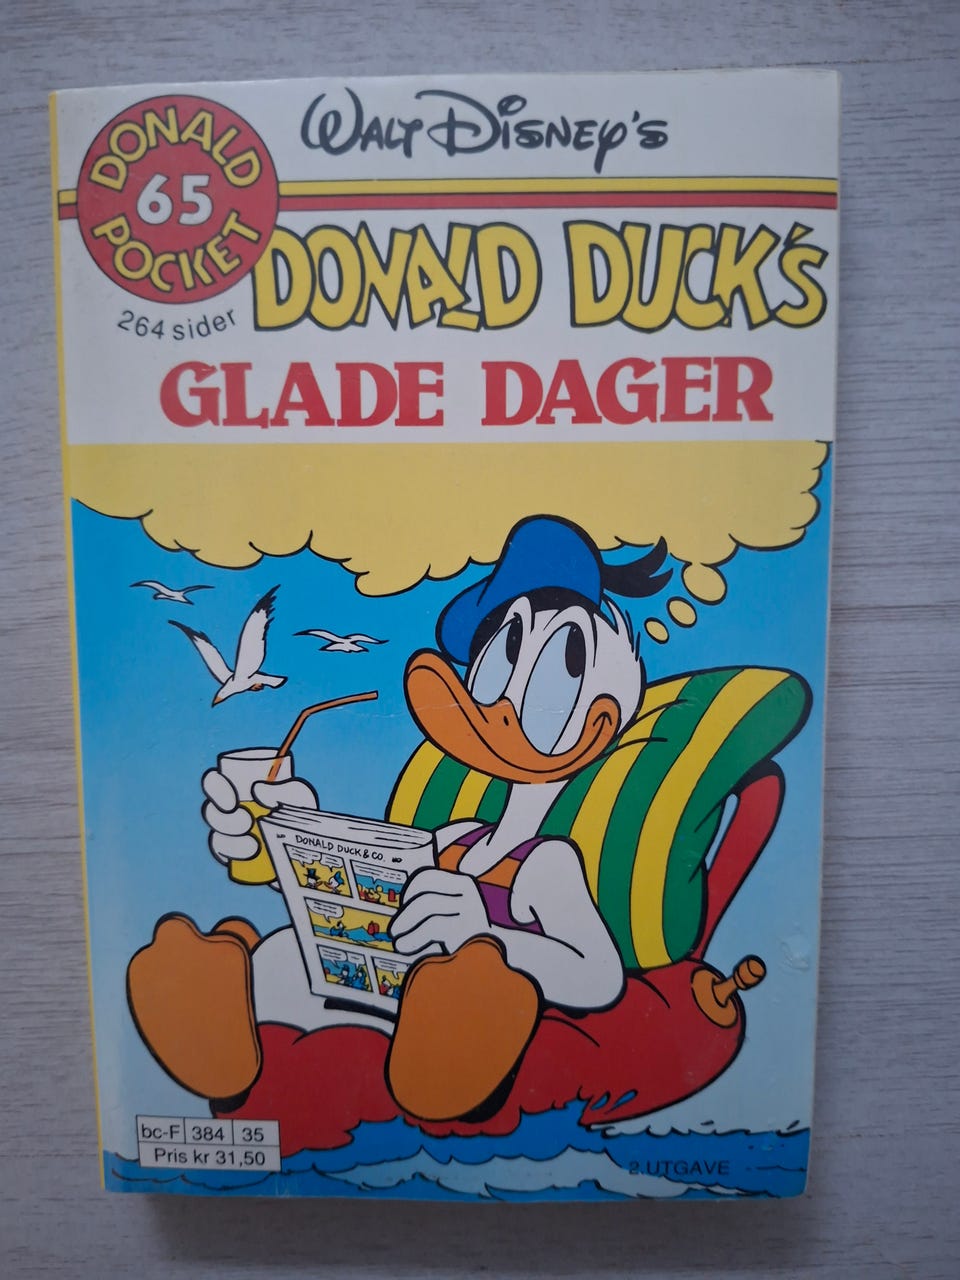 WALT DISNEY'S
DONALD
65
POCKET
264 sider
DONALD DUCK'S
GLADE DAGER
DONALD DUCK & CO.
bc-F 384 35
Pris kr 31,50
2.UTGAVE